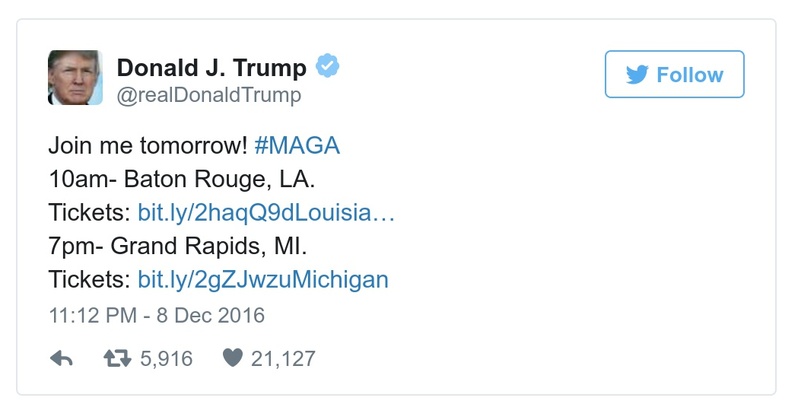 Donald J. Trump
@realDonaldTrump
Follow
Join me tomorrow! #MAGA
10am- Baton Rouge, LA.
Tickets: bit.ly/2haqQ9dLouisia…
7pm- Grand Rapids, MI.
Tickets: bit.ly/2gZJwzuMichigan
11:12 PM - 8 Dec 2016
5,916 21,127